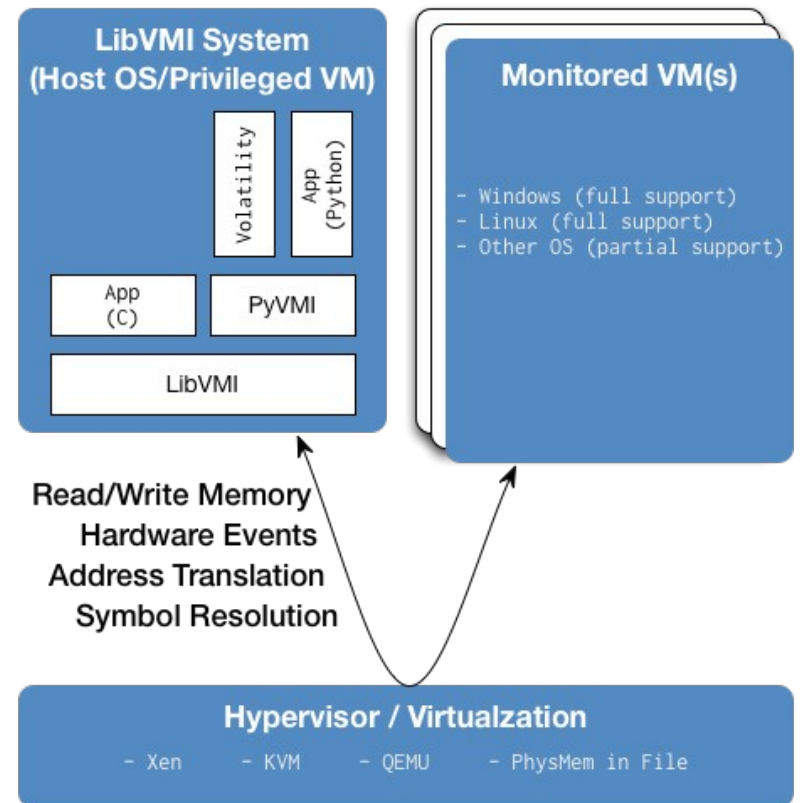 LibVMI System
(Host OS/Privileged VM)
Volatility
App
(Python)
App
(C)
PyVMI
LibVMI
Monitored VM(s)
- Windows (full support)
- Linux (full support)
- Other OS (partial support)
Read/Write Memory
Hardware Events
Address Translation
Symbol Resolution
Hypervisor / Virtualzation
- Xen - KVM - QEMU - PhysMem in File